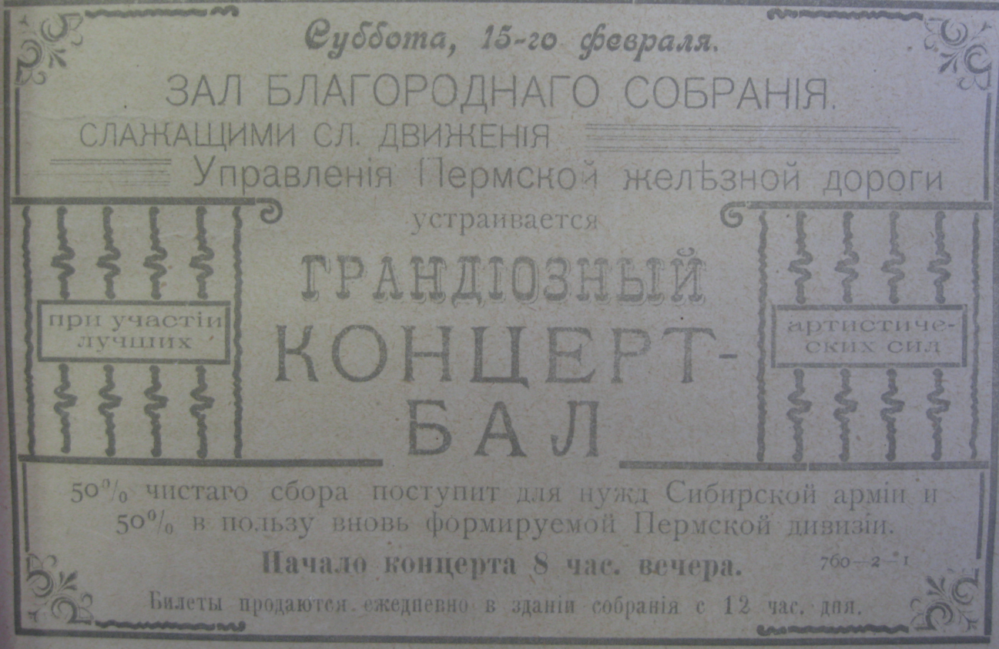 Суббота, 15-го февраля.
ЗАЛ БЛАГОРОДНАГО СОБРАНІЯ.
СЛАЖАЩИМИ СЛ. ДВИЖЕНІЯ
Управленія Пермской желѣзной дороги
устраивается
ГРАНДІОЗНЫЙ
КОНЦЕРТ-
БАЛ
при участіи
лучших
артистиче-
ских сил
50% чистаго сбора поступит для нужд Сибирской арміи и
50% в пользу вновь формируемой Пермской дивизіи.
Начало концерта 8 час. вечера.
760—2—1
Билеты продаются ежедневно в зданіи собранія с 12 час. дня.